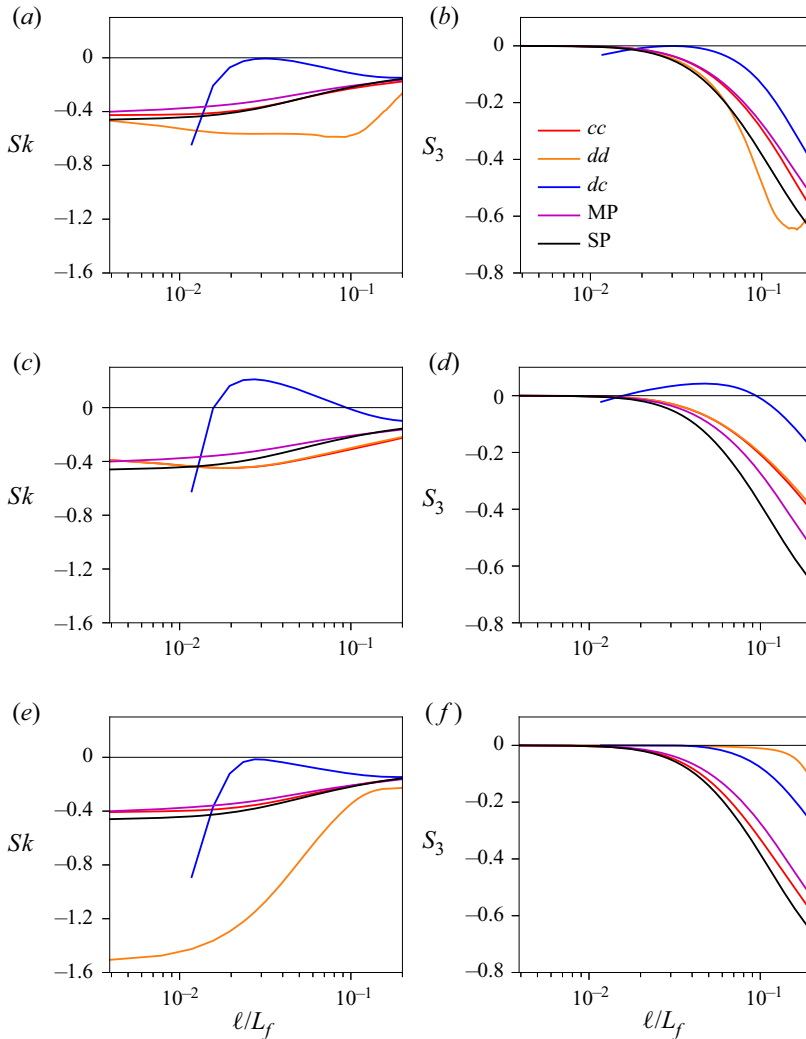 (a)
0
–0.4
Sk
–0.8
–1.2
–1.6
10–2
10–1
(b)
0
–0.2
S3
–0.4
–0.6
–0.8
cc
dd
dc
MP
SP
10–2
10–1
(c)
0
–0.4
Sk
–0.8
–1.2
–1.6
10–2
10–1
(d)
0
–0.2
S3
–0.4
–0.6
–0.8
10–2
10–1
(e)
0
–0.4
Sk
–0.8
–1.2
–1.6
10–2
10–1
ℓ/Lf
(f)
0
–0.2
S3
–0.4
–0.6
–0.8
10–2
10–1
ℓ/Lf